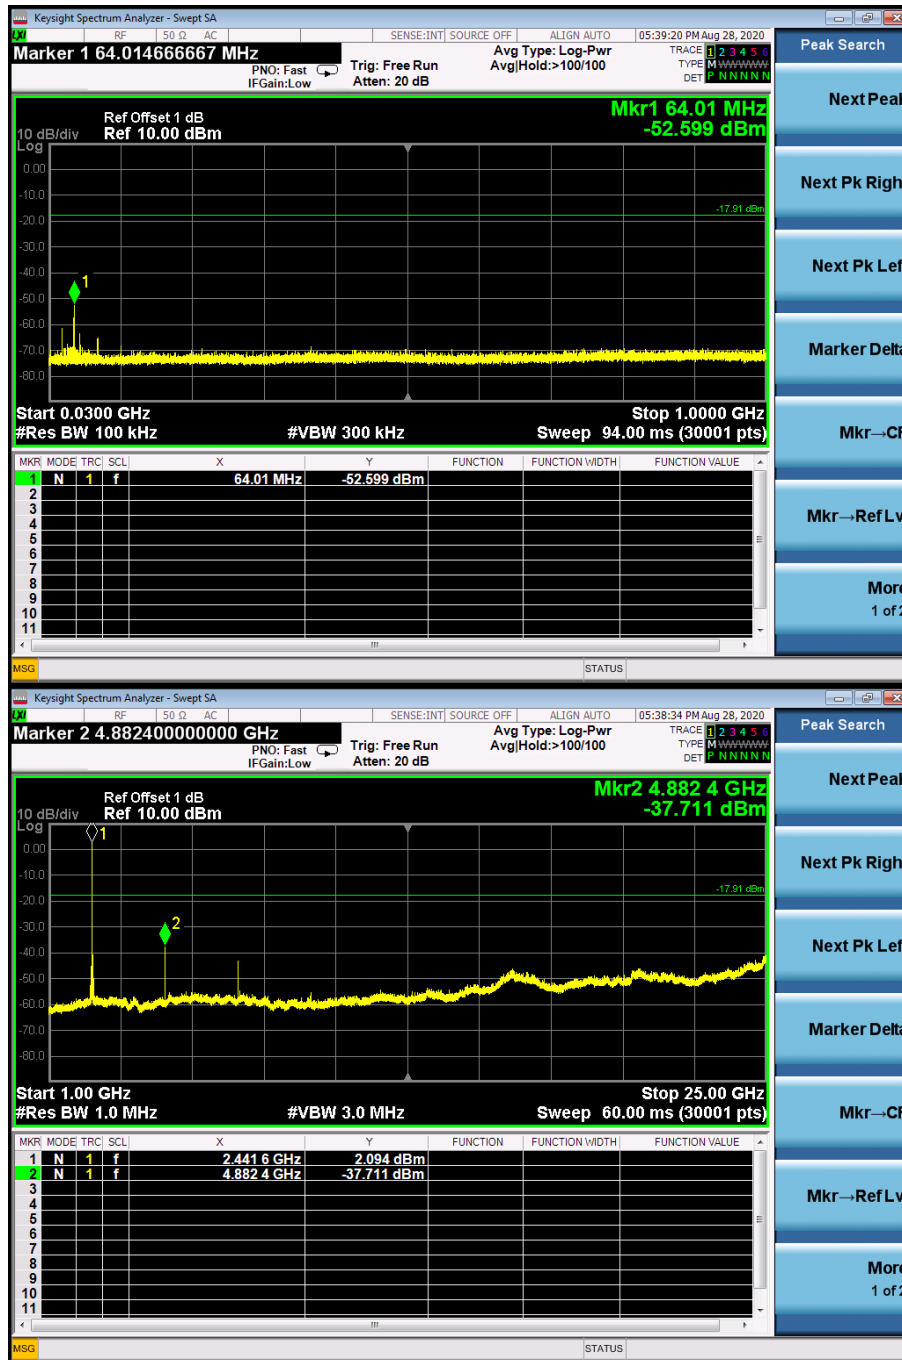 Keysight Spectrum Analyzer - Swept SA
LXI RF 50 Ω AC SENSE:INT SOURCE OFF ALIGN AUTO 05:39:20 PM Aug 28, 2020
Marker 1 64.014666667 MHz
PNO: Fast
IFGain:Low
Trig: Free Run
Atten: 20 dB
Avg Type: Log-Pwr
Avg|Hold:>100/100
TRACE 1 2 3 4 5 6
TYPE M WWWWW
DET P N N N N N
Peak Search
Ref Offset 1 dB
Ref 10.00 dBm
10 dB/div
Log
Mkr1 64.01 MHz
-52.599 dBm
0.00
-10.0
-20.0
-30.0
-40.0
-50.0
-60.0
-70.0
-80.0
-17.91 dBm
1
Start 0.0300 GHz
Stop 1.0000 GHz
#Res BW 100 kHz
#VBW 300 kHz
Sweep 94.00 ms (30001 pts)
MKR MODE TRC SCL X Y FUNCTION FUNCTION WIDTH FUNCTION VALUE
1 N 1 f 64.01 MHz -52.599 dBm
2
3
4
5
6
7
8
9
10
11
MSG
STATUS
Next Peak
Next Pk Righ
Next Pk Lef
Marker Delta
Mkr→CF
Mkr→Ref Lv
More
1 of 2
Keysight Spectrum Analyzer - Swept SA
LXI RF 50 Ω AC SENSE:INT SOURCE OFF ALIGN AUTO 05:38:34 PM Aug 28, 2020
Marker 2 4.882400000000 GHz
PNO: Fast
IFGain:Low
Trig: Free Run
Atten: 20 dB
Avg Type: Log-Pwr
Avg|Hold:>100/100
TRACE 1 2 3 4 5 6
TYPE M WWWWW
DET P N N N N N
Peak Search
Ref Offset 1 dB
Ref 10.00 dBm
10 dB/div
Log
Mkr2 4.882 4 GHz
-37.711 dBm
0.00
-10.0
-20.0
-30.0
-40.0
-50.0
-60.0
-70.0
-80.0
-17.91 dBm
1
2
Start 1.00 GHz
Stop 25.00 GHz
#Res BW 1.0 MHz
#VBW 3.0 MHz
Sweep 60.00 ms (30001 pts)
MKR MODE TRC SCL X Y FUNCTION FUNCTION WIDTH FUNCTION VALUE
1 N 1 f 2.441 6 GHz 2.094 dBm
2 N 1 f 4.882 4 GHz -37.711 dBm
3
4
5
6
7
8
9
10
11
MSG
STATUS
Next Peak
Next Pk Righ
Next Pk Lef
Marker Delta
Mkr→CF
Mkr→Ref Lv
More
1 of 2